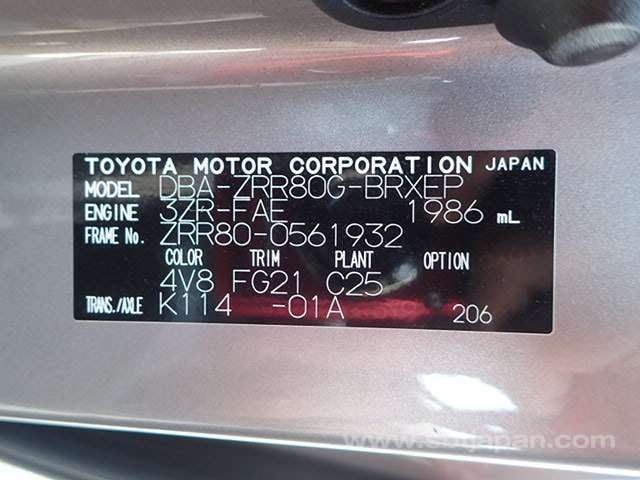 TOYOTA MOTOR CORPORATION JAPAN
MODEL DBA-ZRR80G-BRXEP
ENGINE 3ZR-FAE 1986 mL
FRAME No. ZRR80-0561932
COLOR TRIM PLANT OPTION
4V8 FG21 C25
TRANS./AXLE K114 -01A 206
www.sbtjapan.com